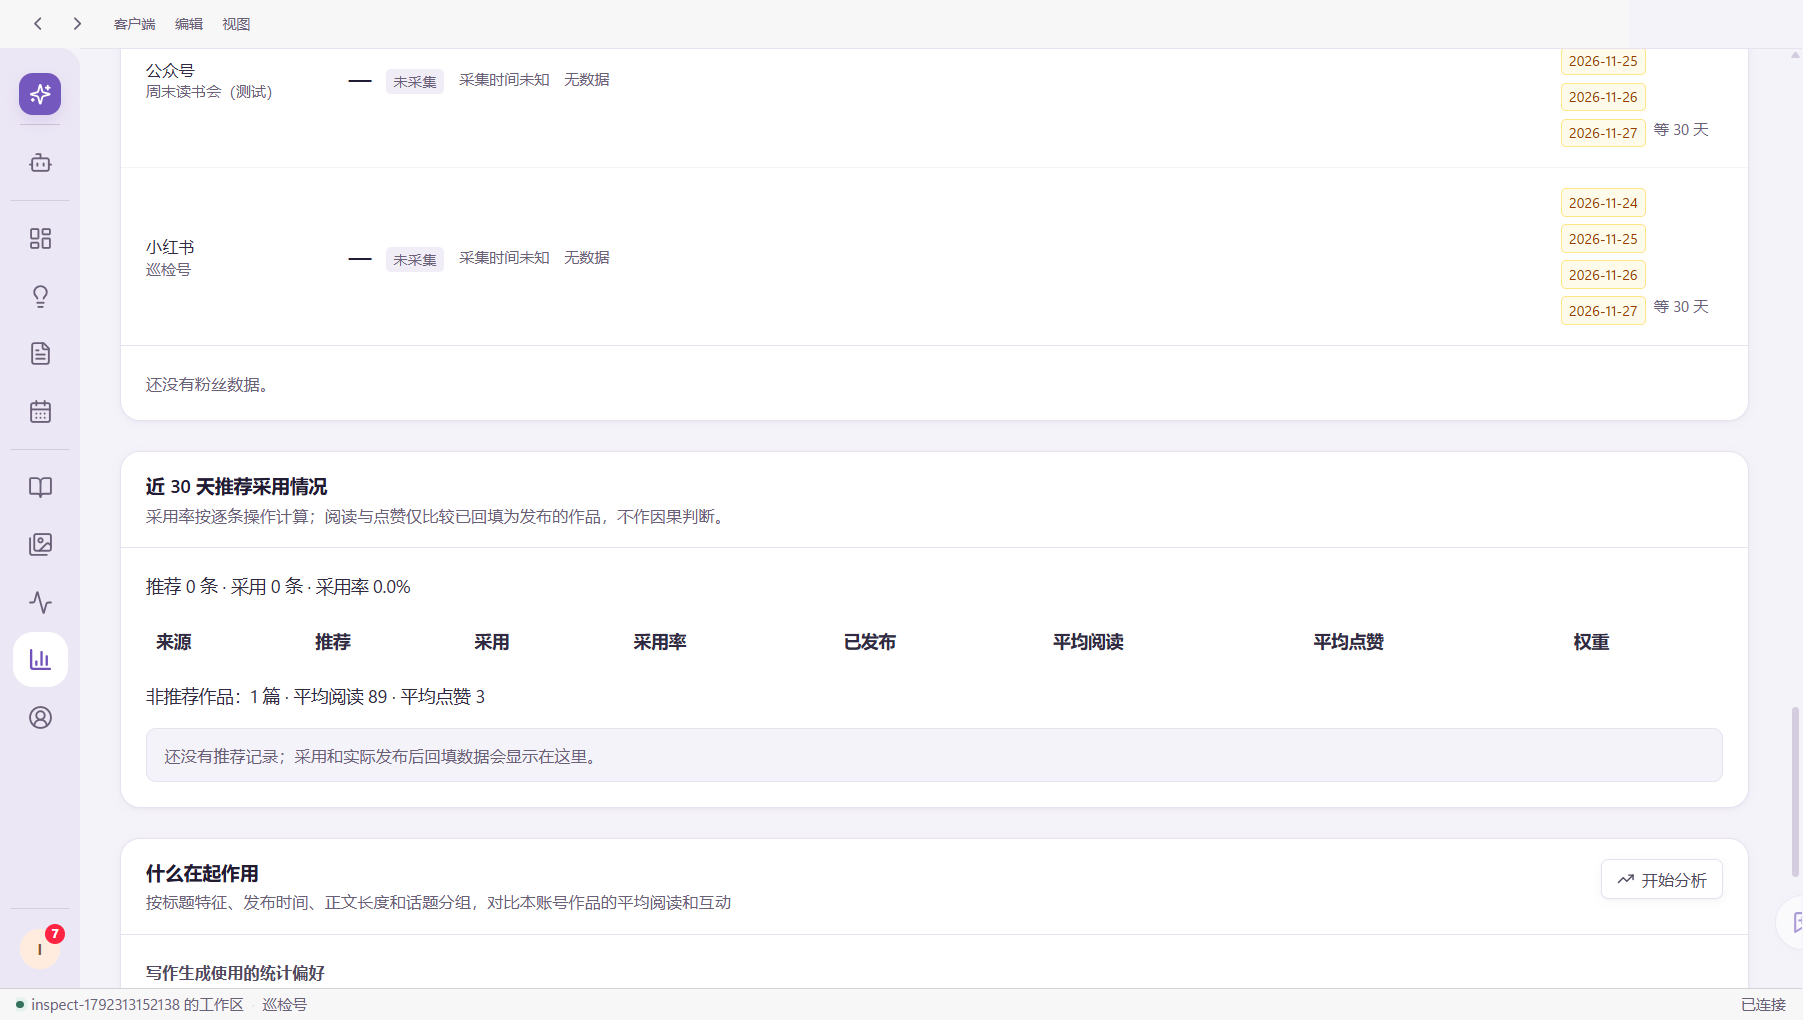 客户端 编辑 视图
公众号
周末读书会（测试）
— 未采集 采集时间未知 无数据
2026-11-25
2026-11-26
2026-11-27 等 30 天
小红书
巡检号
— 未采集 采集时间未知 无数据
2026-11-24
2026-11-25
2026-11-26
2026-11-27 等 30 天
还没有粉丝数据。
近 30 天推荐采用情况
采用率按逐条操作计算；阅读与点赞仅比较已回填为发布的作品，不作因果判断。
推荐 0 条 · 采用 0 条 · 采用率 0.0%
来源 推荐 采用 采用率 已发布 平均阅读 平均点赞 权重
非推荐作品：1 篇 · 平均阅读 89 · 平均点赞 3
还没有推荐记录；采用和实际发布后回填数据会显示在这里。
什么在起作用
按标题特征、发布时间、正文长度和话题分组，对比本账号作品的平均阅读和互动
开始分析
写作生成使用的统计偏好
7
I
inspect-1792313152138 的工作区 · 巡检号
已连接